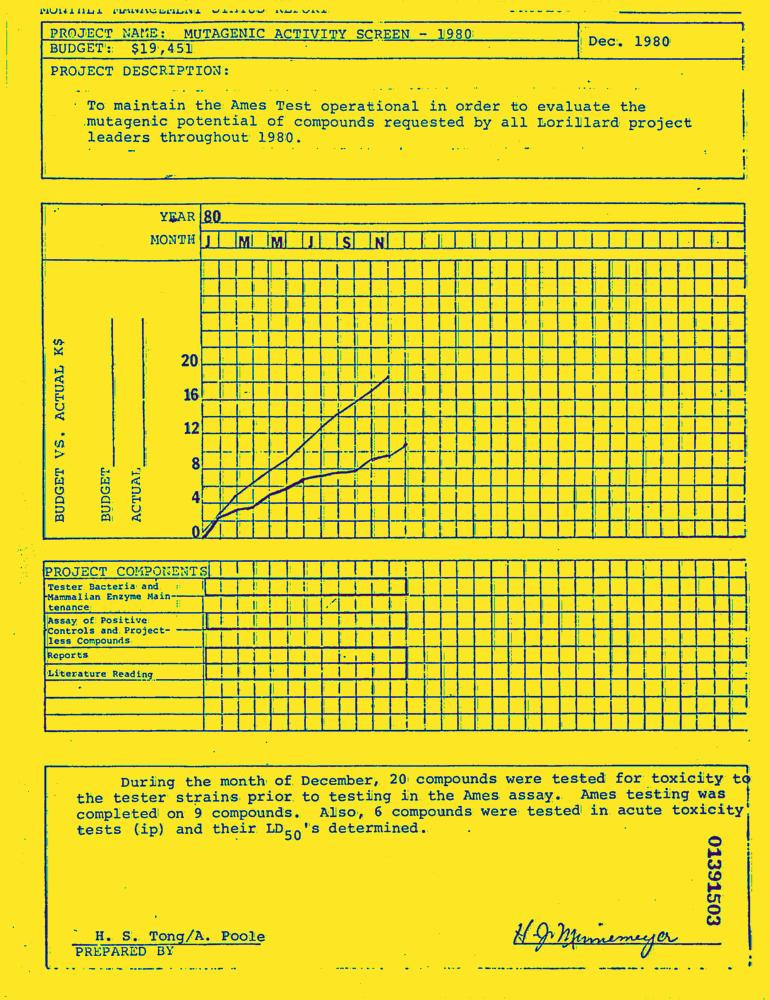 MONTHLY MANAGEMENT STATUS REPORT
PROJECT NAME: MUTAGENIC ACTIVITY SCREEN - 1980
BUDGET: $19,451
Dec. 1980
PROJECT DESCRIPTION:
To maintain the Ames Test operational in order to evaluate the
mutagenic potential of compounds requested by all Lorillard project
leaders throughout 1980.
YEAR 80
MONTH J M M J S N
BUDGET VS. ACTUAL K$
BUDGET
ACTUAL
20
16
12
8
4
0
PROJECT COMPONENTS
Tester Bacteria and
Mammalian Enzyme Main-
tenance
Assay of Positive
Controls and Project-
less Compounds
Reports
Literature Reading
During the month of December, 20 compounds were tested for toxicity to
the tester strains prior to testing in the Ames assay. Ames testing was
completed on 9 compounds. Also, 6 compounds were tested in acute toxicity
tests (ip) and their LD50's determined.
01391503
H. S. Tong/A. Poole
H J Minnemeyer
PREPARED BY